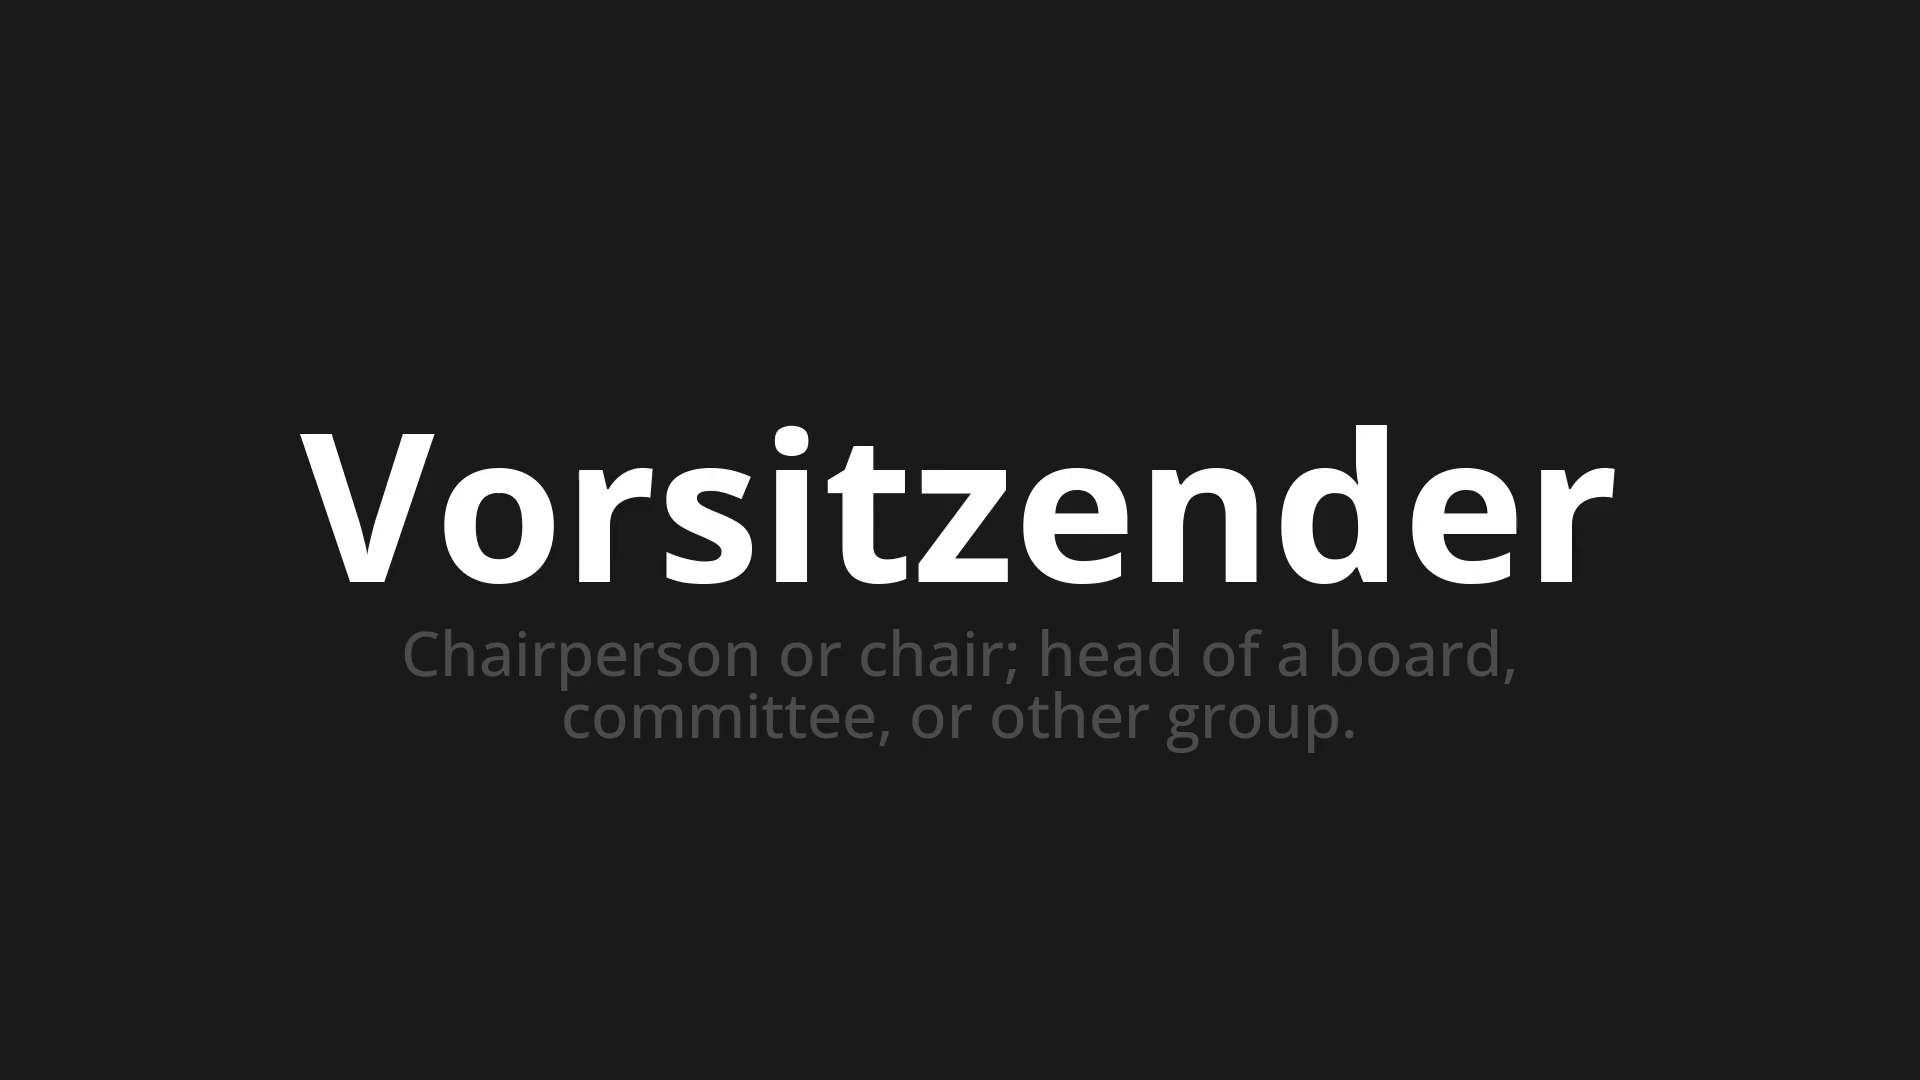 Vorsitzender
Chairperson or chair; head of a board,
committee, or other group.